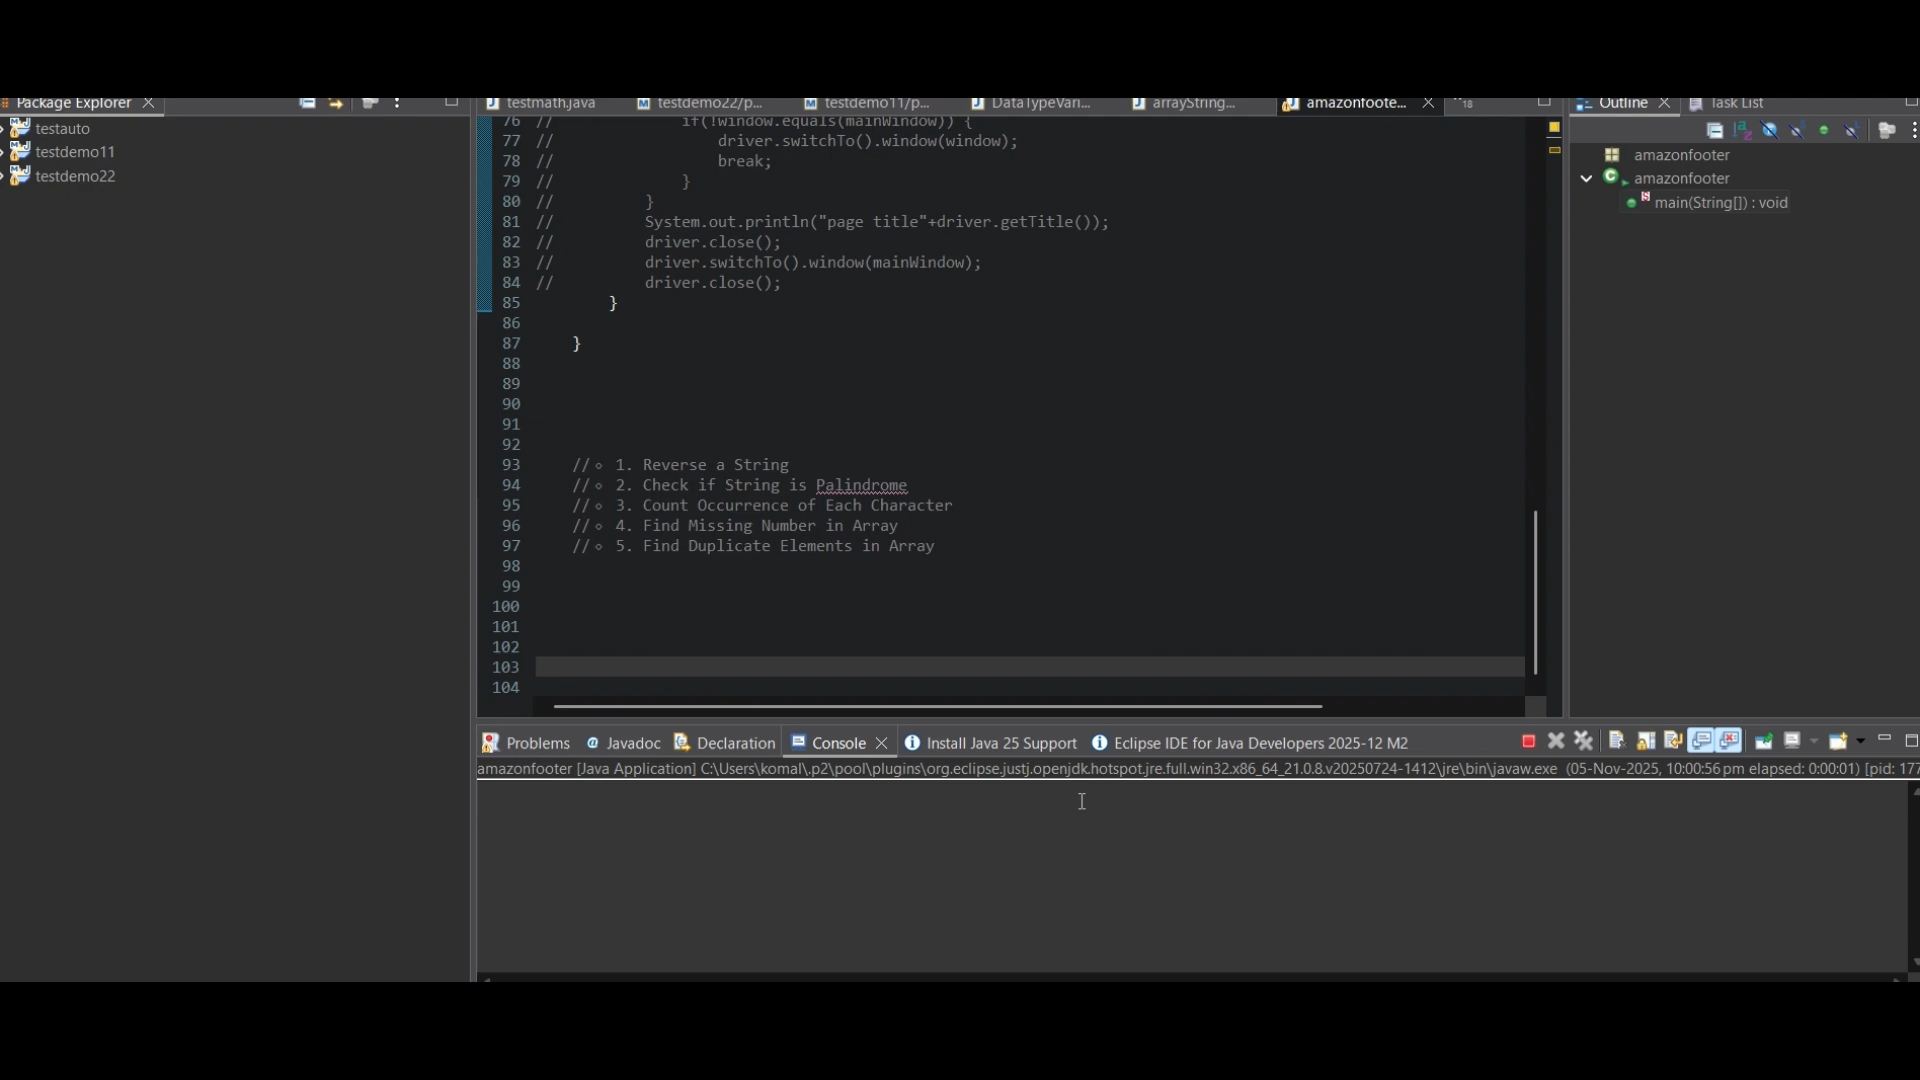 Package Explorer
testauto
testdemo11
testdemo22
testmath.java
testdemo22/p...
testdemo11/p...
DataTypeVari...
arrayString...
amazonfoote...
18
76 // if(!window.equals(mainWindow)) {
77 // driver.switchTo().window(window);
78 // break;
79 // }
80 // }
81 // System.out.println("page title"+driver.getTitle());
82 // driver.close();
83 // driver.switchTo().window(mainWindow);
84 // driver.close();
85 }
86
87 }
88
89
90
91
92
93 //⋄ 1. Reverse a String
94 //⋄ 2. Check if String is Palindrome
95 //⋄ 3. Count Occurrence of Each Character
96 //⋄ 4. Find Missing Number in Array
97 //⋄ 5. Find Duplicate Elements in Array
98
99
100
101
102
103
104
Outline
Task List
amazonfooter
amazonfooter
main(String[]) : void
Problems
Javadoc
Declaration
Console
Install Java 25 Support
Eclipse IDE for Java Developers 2025-12 M2
amazonfooter [Java Application] C:\Users\komal\.p2\pool\plugins\org.eclipse.justj.openjdk.hotspot.jre.full.win32.x86_64_21.0.8.v20250724-1412\jre\bin\javaw.exe (05-Nov-2025, 10:00:56 pm elapsed: 0:00:01) [pid: 177